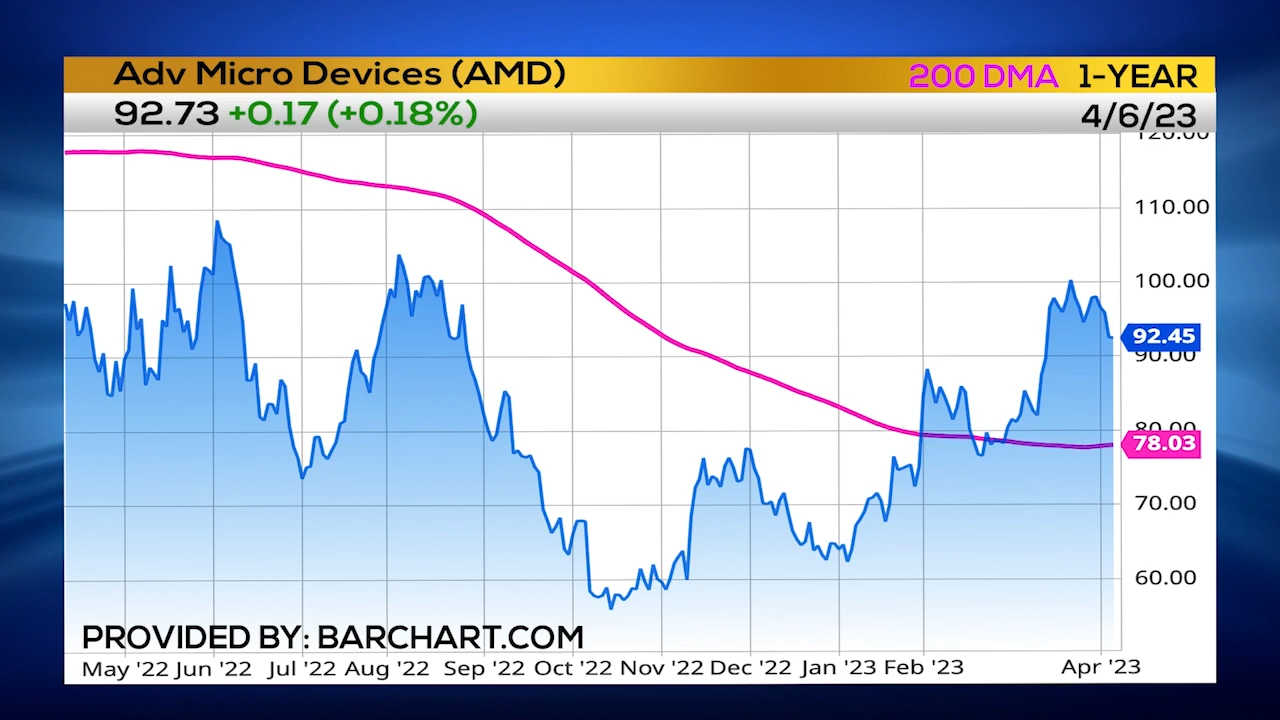 Adv Micro Devices (AMD) 200 DMA 1-YEAR
92.73 +0.17 (+0.18%) 4/6/23
120.00
110.00
100.00
92.45
90.00
80.00
78.03
70.00
60.00
PROVIDED BY: BARCHART.COM
May '22 Jun '22 Jul '22 Aug '22 Sep '22 Oct '22 Nov '22 Dec '22 Jan '23 Feb '23 Apr '23